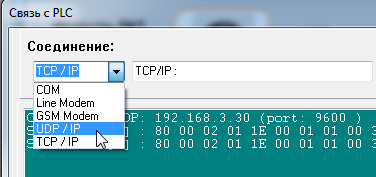 Связь с PLC
Соединение:
TCP / IP
TCP/IP:
COM
Line Modem
GSM Modem
UDP / IP
TCP / IP
DP: 192.168.3.30 (port: 9600 )
: 80 00 02 01 1E 00 01 00 3
: 80 00 02 01 1E 00 01 00 3